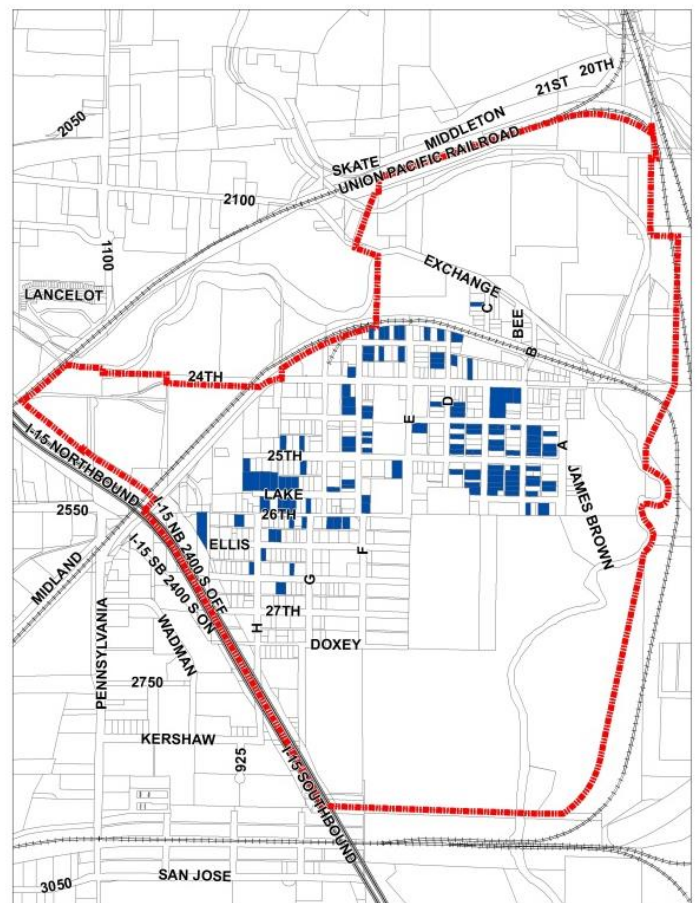 20TH
21ST
MIDDLETON
2050
SKATE
UNION PACIFIC RAILROAD
2100
1100
EXCHANGE
LANCELOT
C
BEE
B
24TH
D
E
A
25TH
I-15 NORTHBOUND
LAKE
JAMES BROWN
2550
I-15 NB 2400 S OFF
26TH
ELLIS
F
MIDLAND
I-15 SB 2400 S ON
G
27TH
PENNSYLVANIA
WADMAN
H
DOXEY
2750
KERSHAW
925
I-15 SOUTHBOUND
SAN JOSE
3050